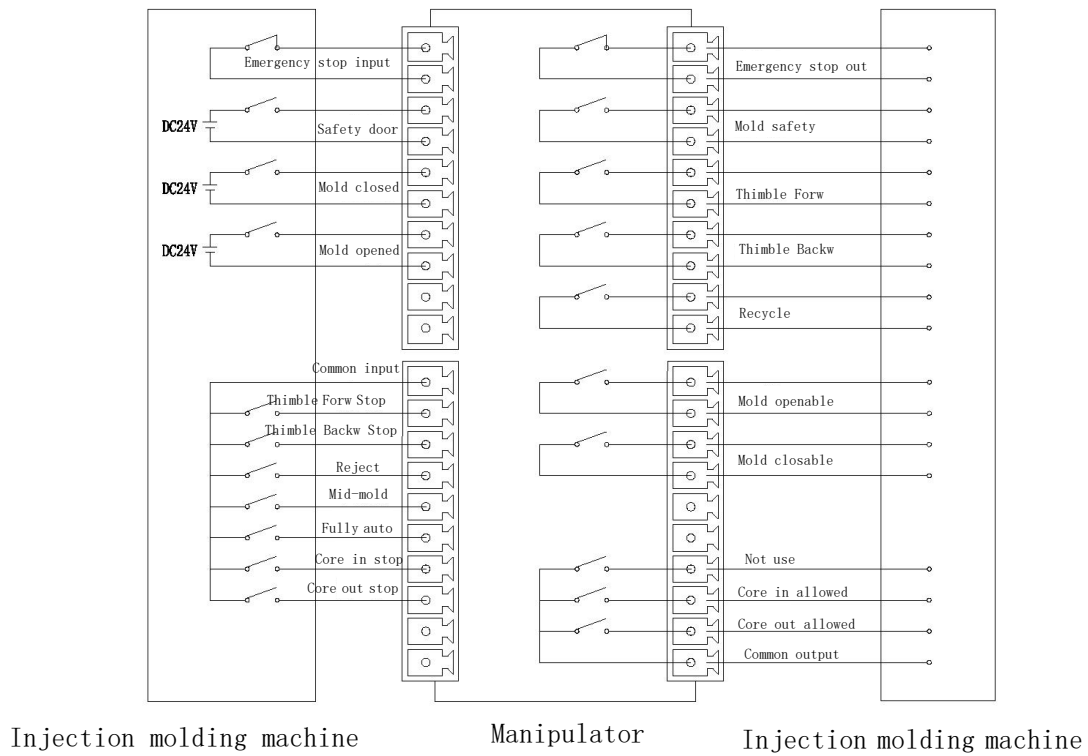 Emergency stop input
DC24V
Safety door
DC24V
Mold closed
DC24V
Mold opened
Common input
Thimble Forw Stop
Thimble Backw Stop
Reject
Mid-mold
Fully auto
Core in stop
Core out stop
Emergency stop out
Mold safety
Thimble Forw
Thimble Backw
Recycle
Mold openable
Mold closable
Not use
Core in allowed
Core out allowed
Common output
Injection molding machine
Manipulator
Injection molding machine